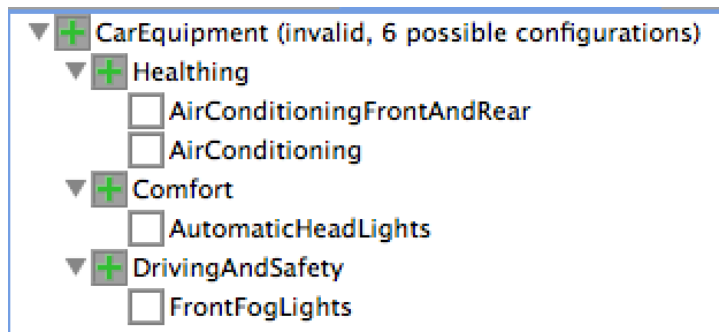 CarEquipment (invalid, 6 possible configurations)
Healthing
AirConditioningFrontAndRear
AirConditioning
Comfort
AutomaticHeadLights
DrivingAndSafety
FrontFogLights